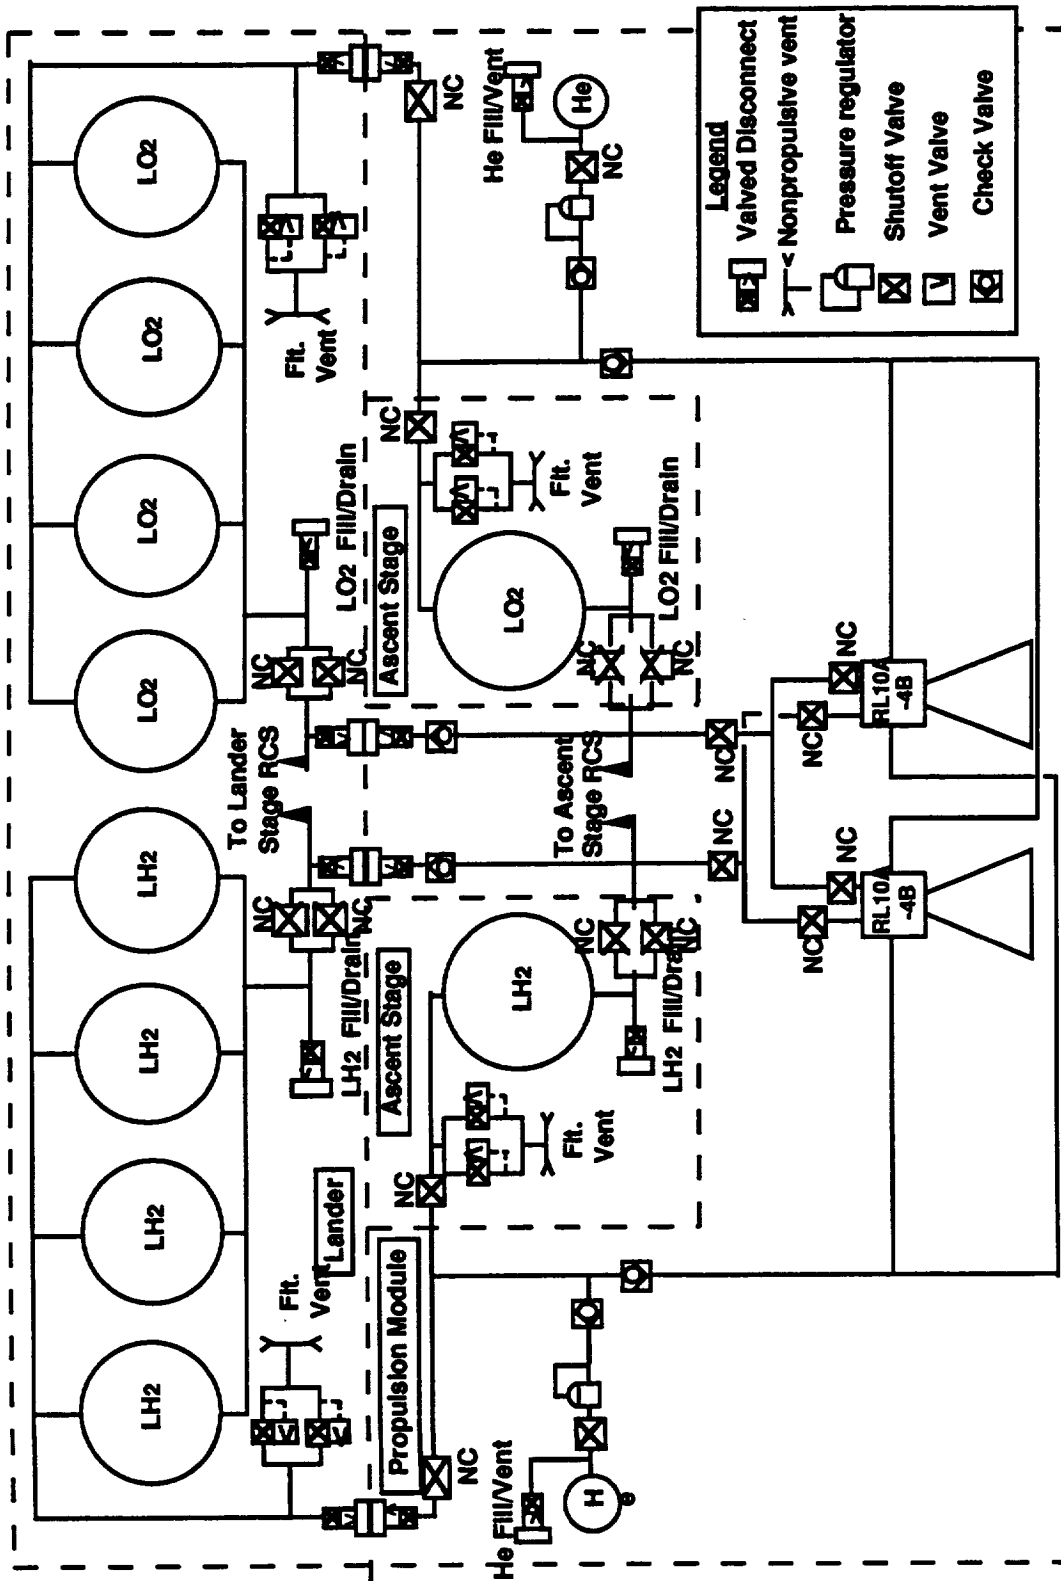 LH2
LH2
LH2
LH2
LO2
LO2
LO2
LO2
Flt.
Vent
Lander
NC
NC
LH2 Fill/Drain
To Lander
Stage RCS
NC
NC
LO2 Fill/Drain
Flt.
Vent
Propulsion Module
Ascent Stage
Ascent Stage
NC
NC
NC
NC
LH2
LO2
Flt.
Vent
Flt.
Vent
NC
NC
LH2 Fill/Drain
To Ascent
Stage RCS
NC
NC
LO2 Fill/Drain
He Fill/Vent
H
e
He Fill/Vent
He
NC
NC
NC
NC
NC
NC
NC
RL10A
-4B
RL10A
-4B
Legend
Valved Disconnect
Nonpropulsive vent
Pressure regulator
Shutoff Valve
Vent Valve
Check Valve